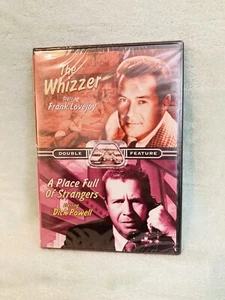 The
Whizzer
Starring
Frank Lovejoy
DOUBLE FEATURE
A Place Full
Of Strangers
Starring
Dick Powell